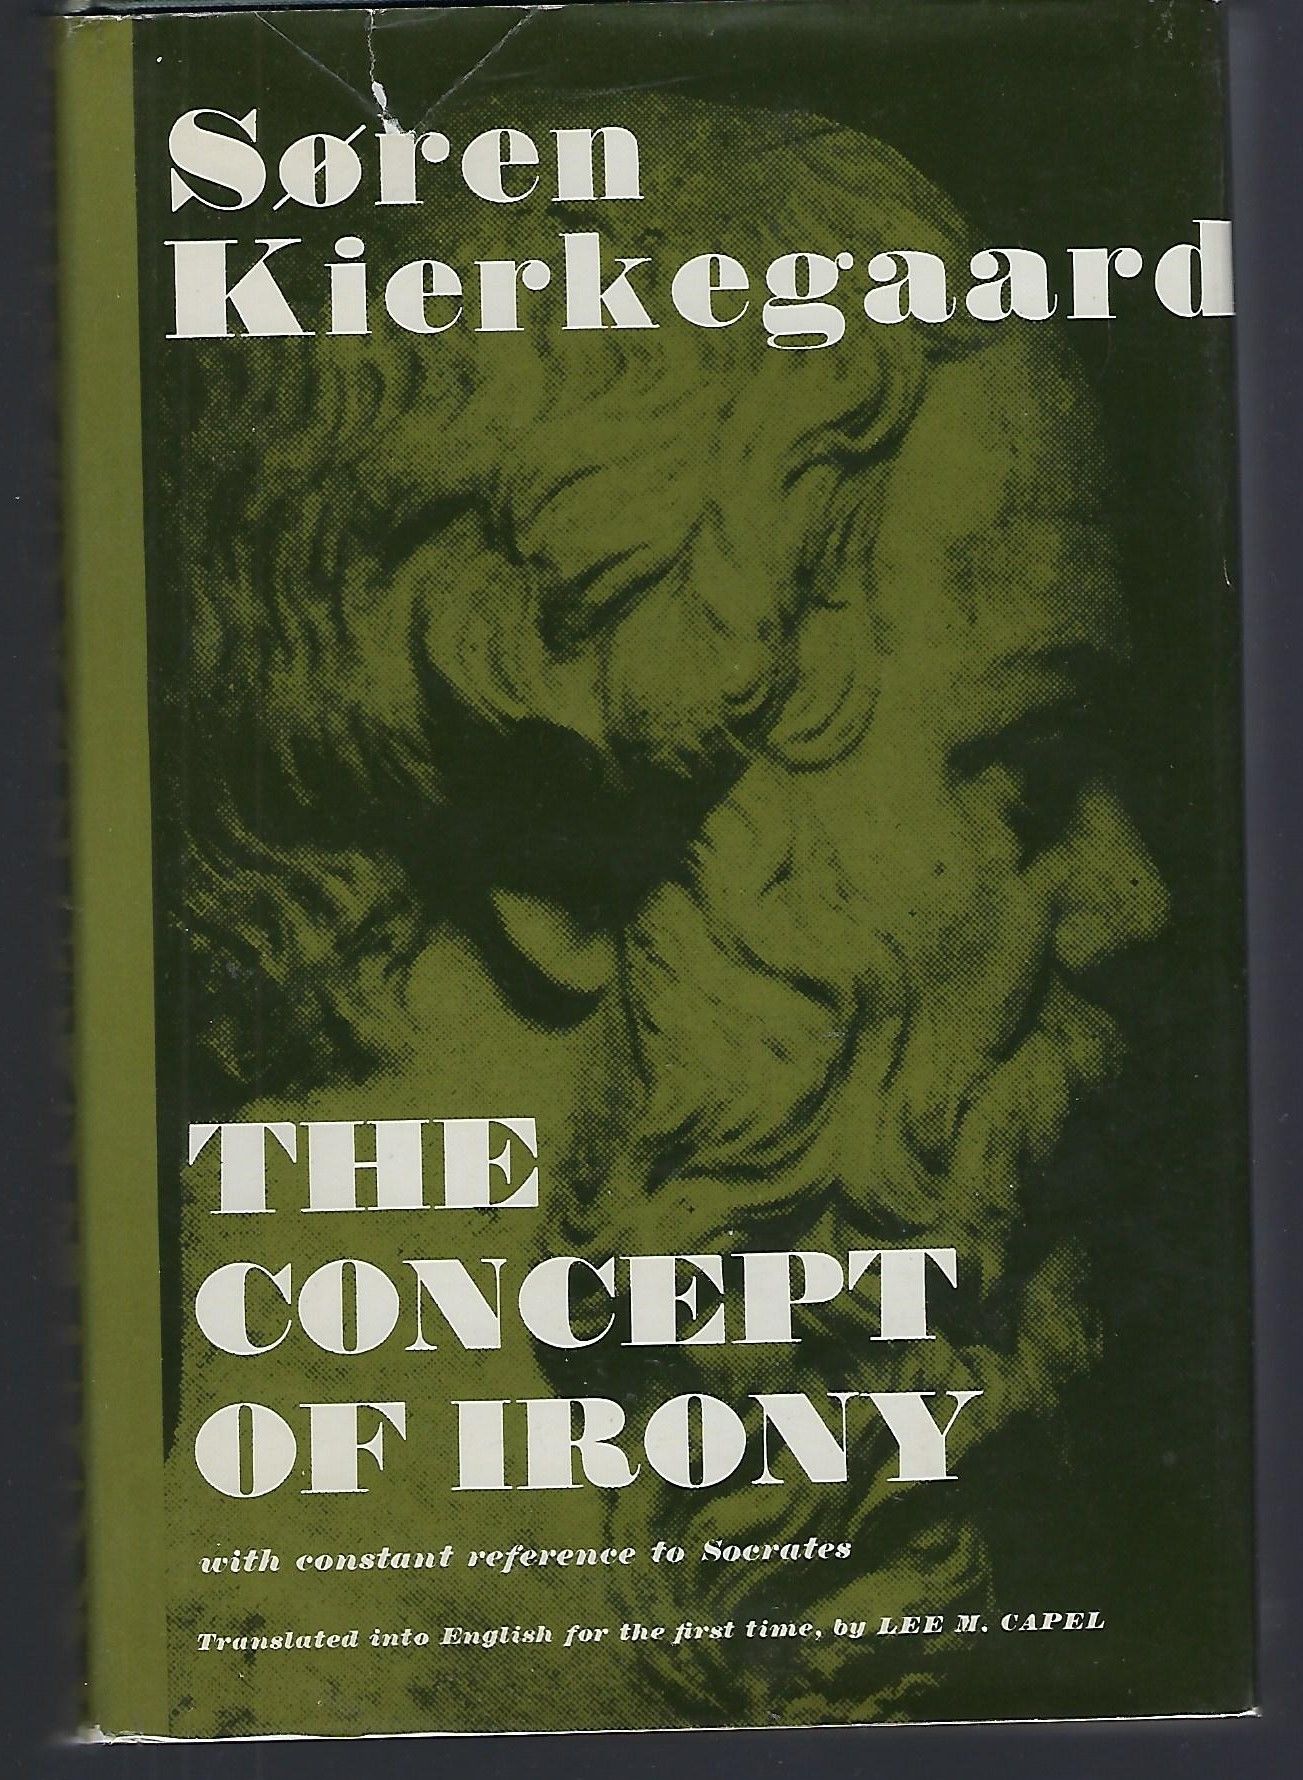 Søren
Kierkegaard
THE
CONCEPT
OF IRONY
with constant reference to Socrates
Translated into English for the first time, by LEE M. CAPEL